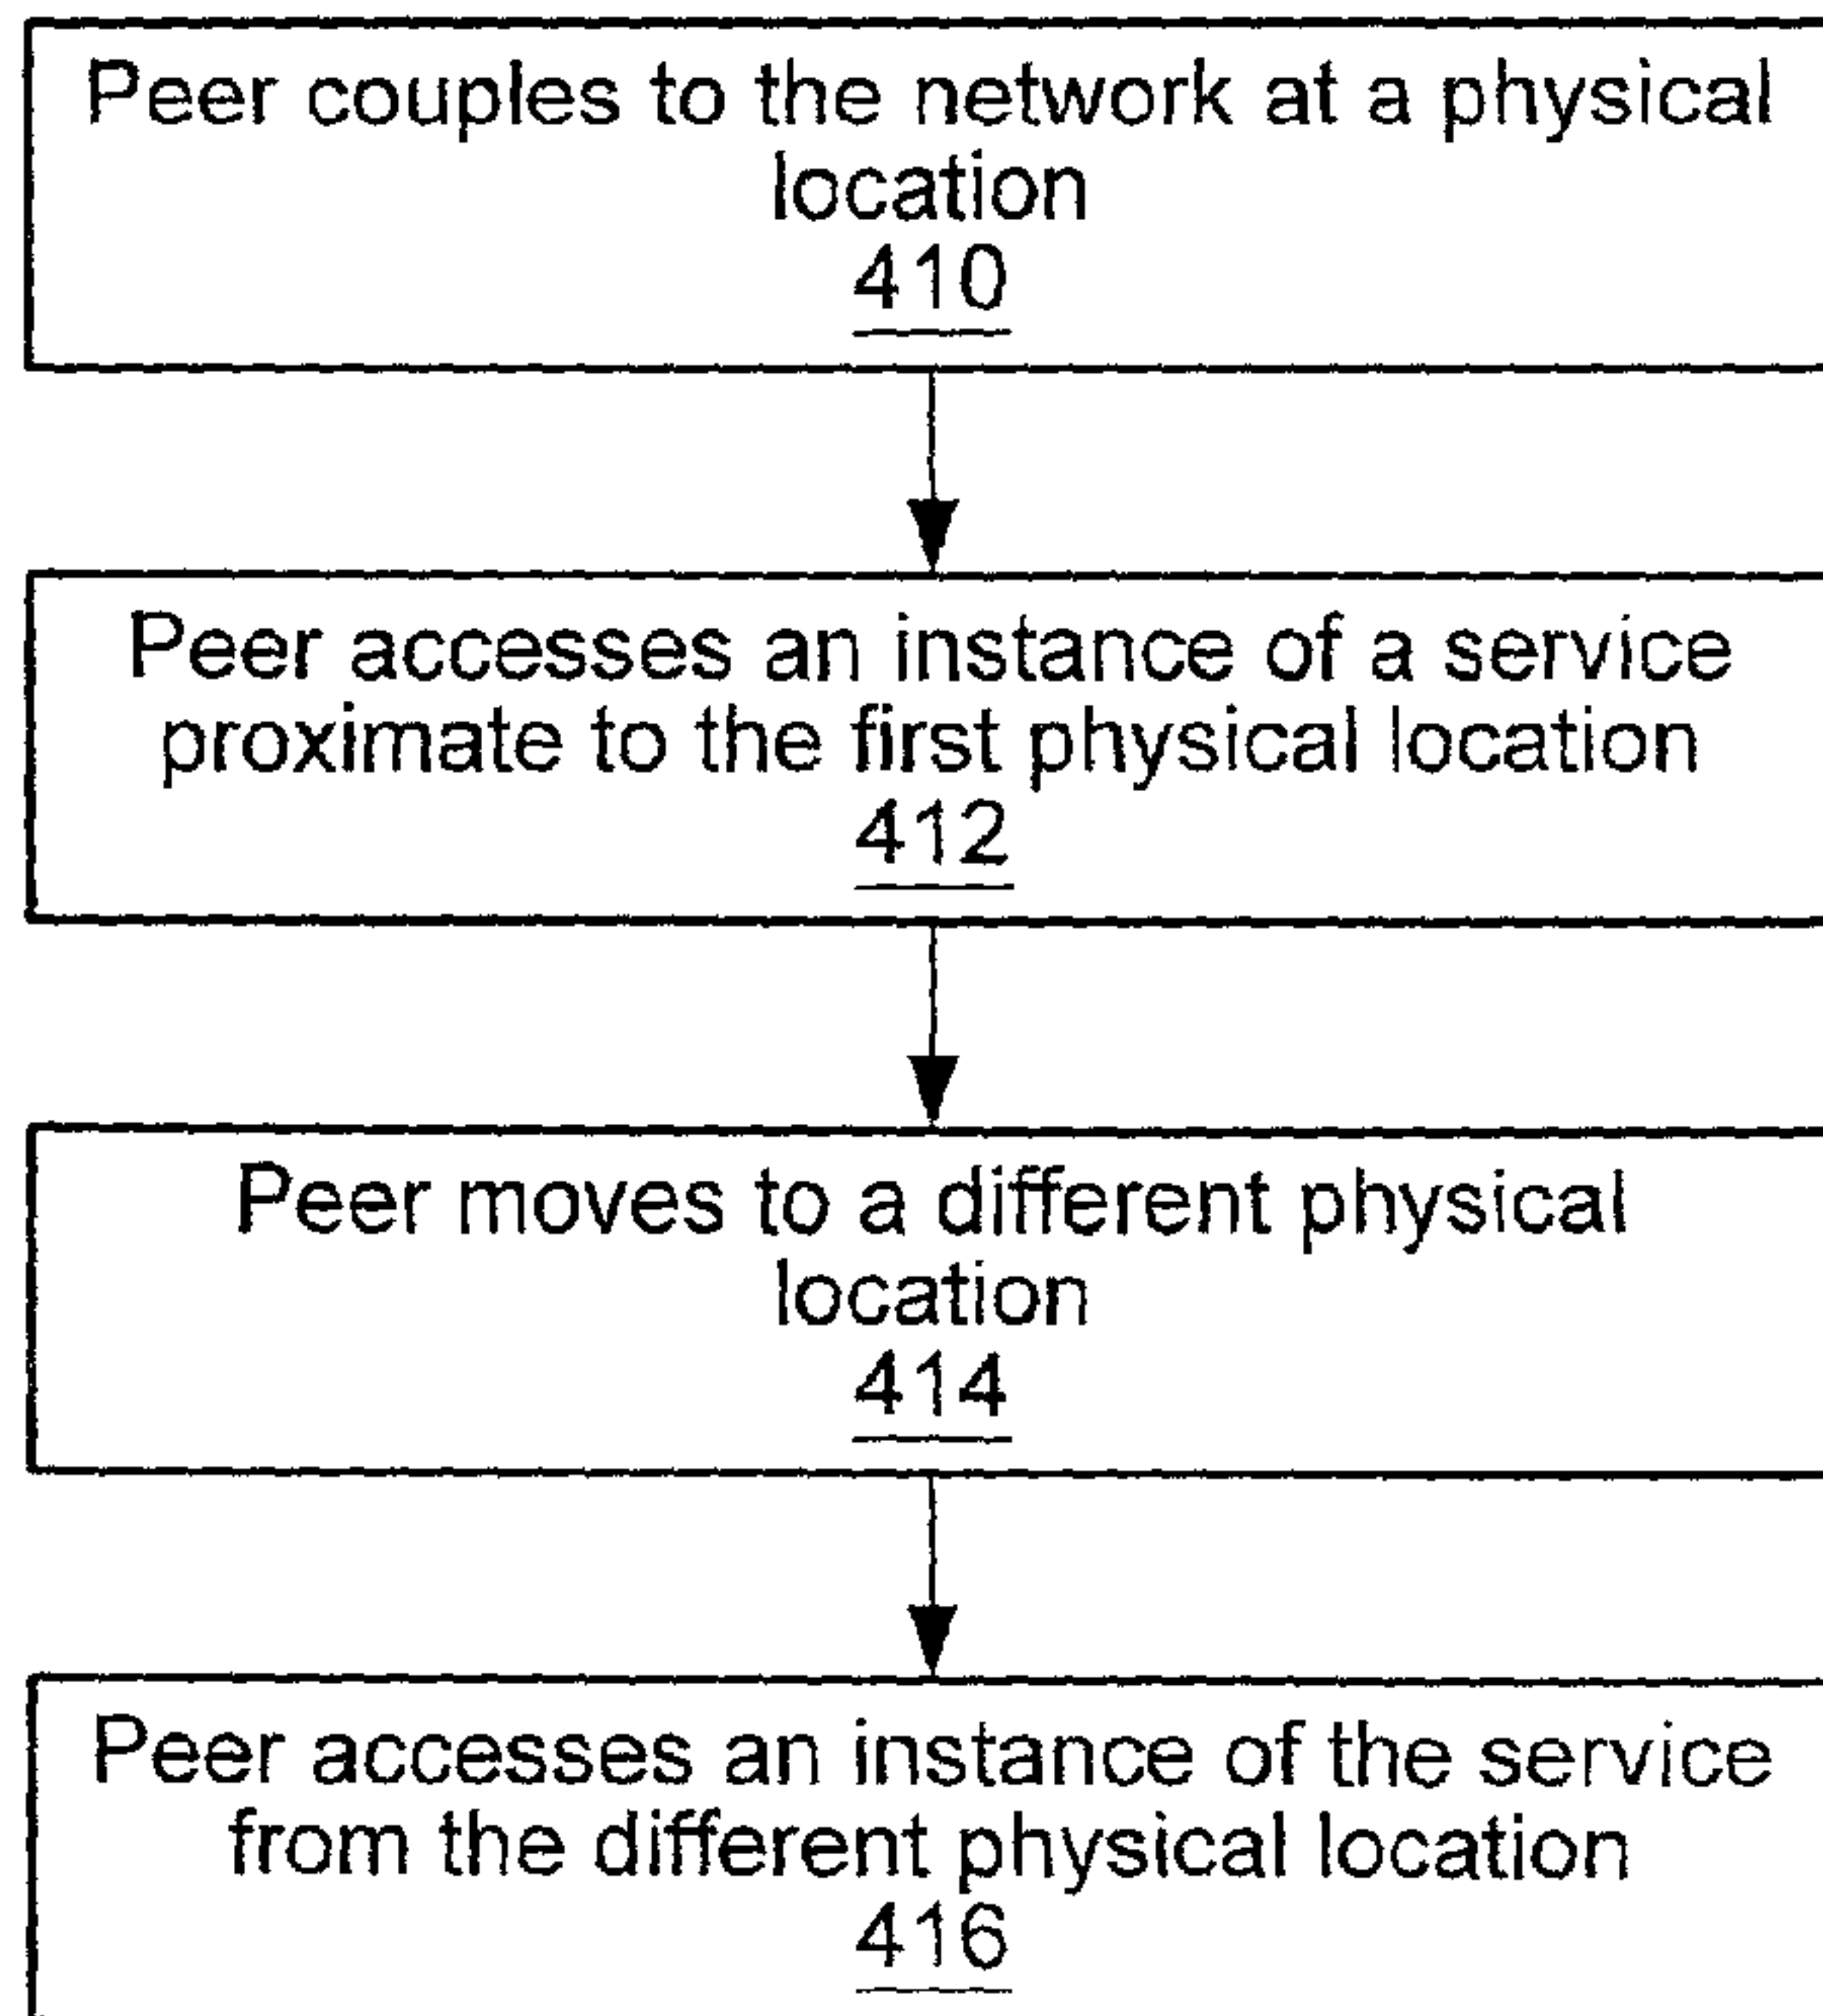 Peer couples to the network at a physical
location
410
Peer accesses an instance of a service
proximate to the first physical location
412
Peer moves to a different physical
location
414
Peer accesses an instance of the service
from the different physical location
416